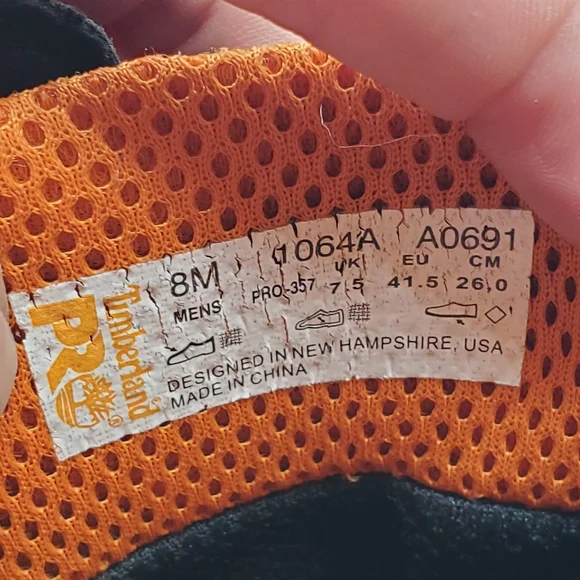 Timberland®
PRO
8M 1064A A0691
MENS PRO-357 UK 7.5 EU 41.5 CM 26.0
DESIGNED IN NEW HAMPSHIRE, USA
MADE IN CHINA